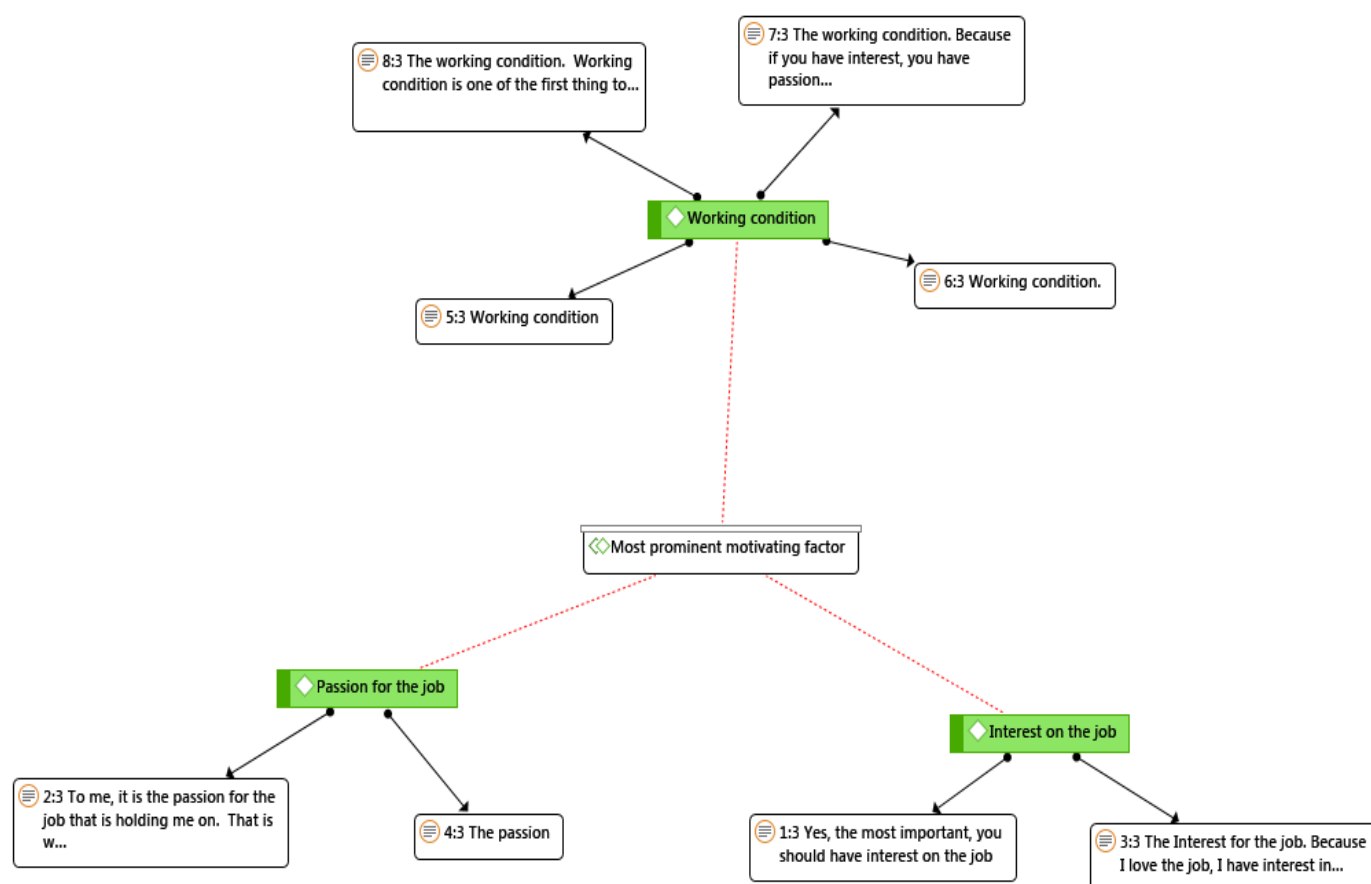 8:3 The working condition.  Working
condition is one of the first thing to...
7:3 The working condition. Because
if you have interest, you have
passion...
Working condition
5:3 Working condition
6:3 Working condition.
Most prominent motivating factor
Passion for the job
Interest on the job
2:3 To me, it is the passion for the
job that is holding me on.  That is
w...
4:3 The passion
1:3 Yes, the most important, you
should have interest on the job
3:3 The Interest for the job. Because
I love the job, I have interest in...